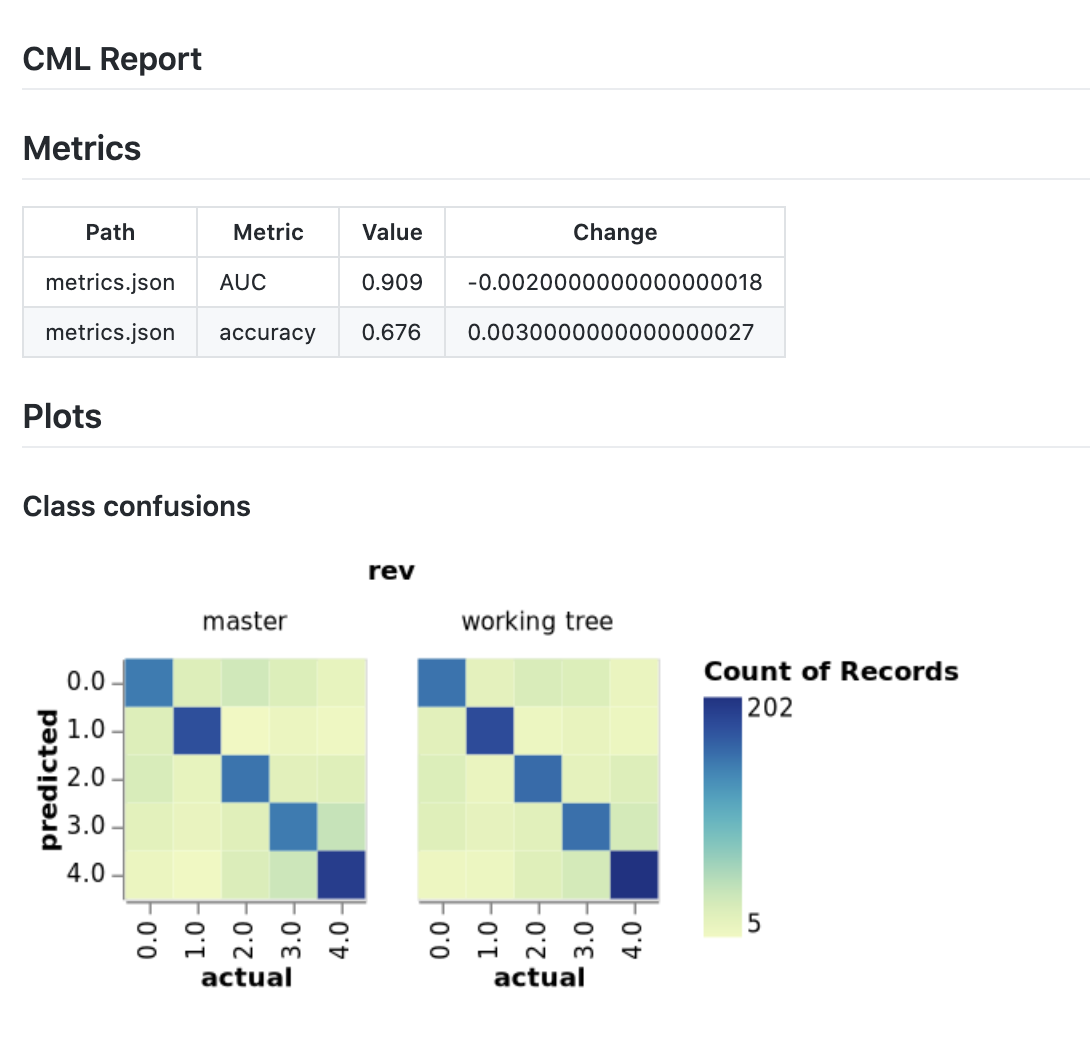 CML Report
Metrics
Path Metric Value Change
metrics.json AUC 0.909 -0.0020000000000000018
metrics.json accuracy 0.676 0.0030000000000000027
Plots
Class confusions
rev
master working tree
Count of Records
202
5
predicted
0.0
1.0
2.0
3.0
4.0
0.0 1.0 2.0 3.0 4.0 0.0 1.0 2.0 3.0 4.0
actual actual